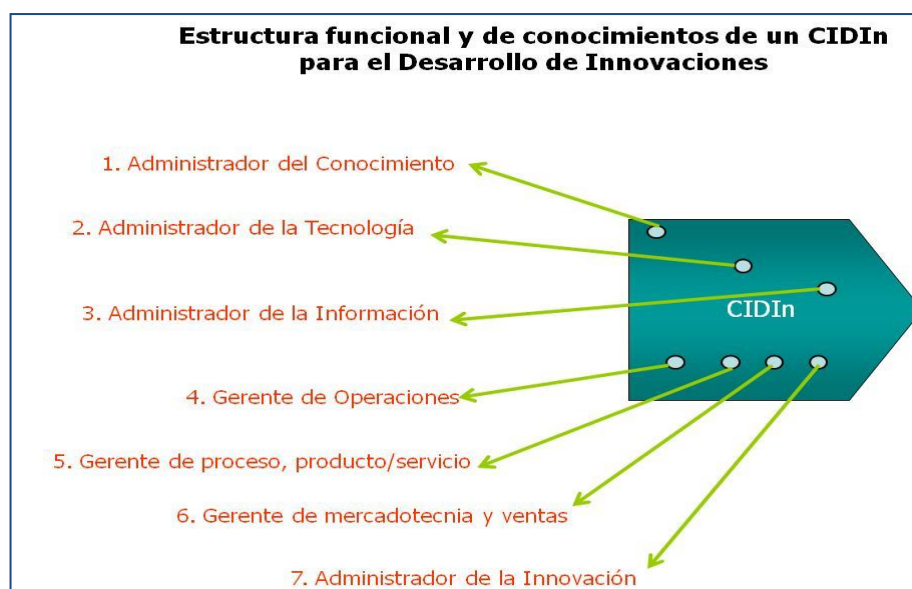 Estructura funcional y de conocimientos de un CIDIn
para el Desarrollo de Innovaciones
1. Administrador del Conocimiento
2. Administrador de la Tecnología
3. Administrador de la Información
CIDIn
4. Gerente de Operaciones
5. Gerente de proceso, producto/servicio
6. Gerente de mercadotecnia y ventas
7. Administrador de la Innovación